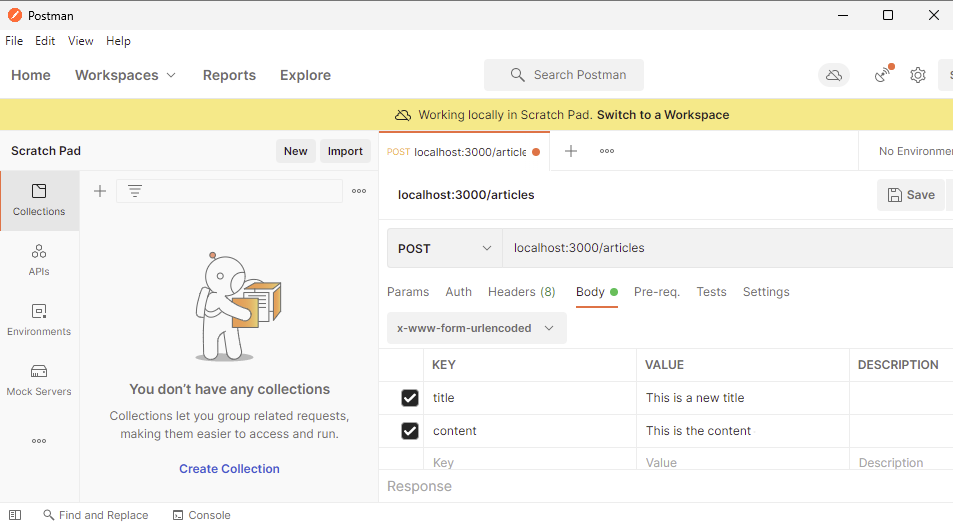 Postman
File Edit View Help
Home Workspaces Reports Explore Search Postman
Working locally in Scratch Pad. Switch to a Workspace
Scratch Pad New Import
POST localhost:3000/article
No Environme
localhost:3000/articles
Save
Collections
APIs
Environments
Mock Servers
You don't have any collections
Collections let you group related requests,
making them easier to access and run.
Create Collection
POST localhost:3000/articles
Params Auth Headers (8) Body Pre-req. Tests Settings
x-www-form-urlencoded
KEY VALUE DESCRIPTION
title This is a new title
content This is the content
Key Value Description
Response
Find and Replace Console